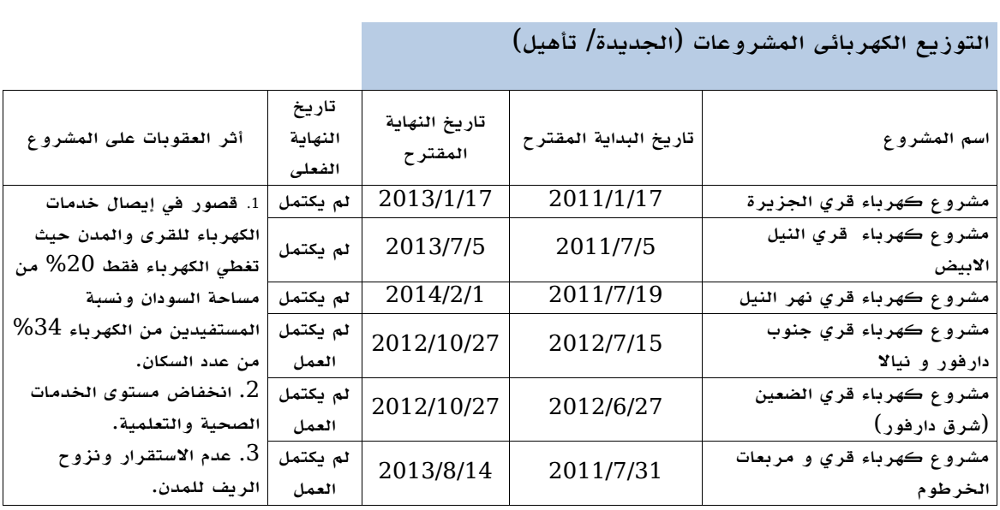 التوزيع الكهربائى المشروعات (الجديدة/ تأهيل)
اسم المشروع
تاريخ البداية المقترح
تاريخ النهاية
المقترح
تاريخ
النهاية
الفعلى
أثر العقوبات على المشروع
مشروع كهرباء قري الجزيرة
2011/1/17
2013/1/17
لم يكتمل
مشروع كهرباء قري النيل
الابيض
2011/7/5
2013/7/5
لم يكتمل
مشروع كهرباء قري نهر النيل
2011/7/19
2014/2/1
لم يكتمل
مشروع كهرباء قري جنوب
دارفور و نيالا
2012/7/15
2012/10/27
لم يكتمل
العمل
مشروع كهرباء قري الضعين
(شرق دارفور)
2012/6/27
2012/10/27
لم يكتمل
العمل
مشروع كهرباء قري و مربعات
الخرطوم
2011/7/31
2013/8/14
لم يكتمل
العمل
1. قصور في إيصال خدمات
الكهرباء للقرى والمدن حيث
تغطي الكهرباء فقط 20% من
مساحة السودان ونسبة
المستفيدين من الكهرباء 34%
من عدد السكان.
2. انخفاض مستوى الخدمات
الصحية والتعلمية.
3. عدم الاستقرار ونزوح
الريف للمدن.